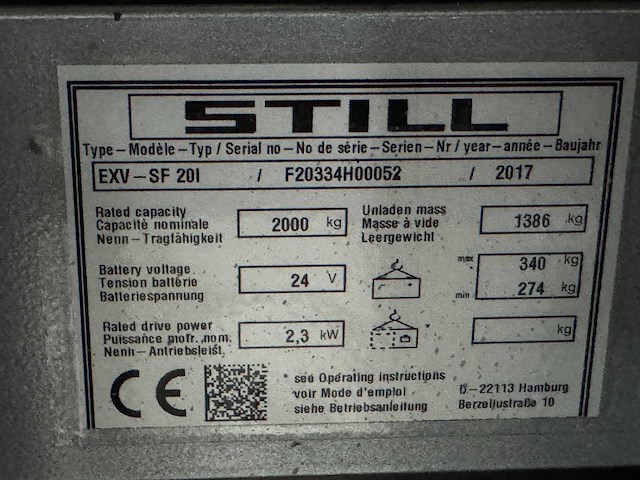 STILL
Type-Modèle-Typ / Serial no-No de série-Serien-Nr / year-année-Baujahr
EXV-SF 20I / F20334H00052 / 2017
Rated capacity
Capacité nominale
Nenn-Tragfähigkeit
2000 kg
Unladen mass
Masse à vide
Leergewicht
1386 kg
Battery voltage
Tension batterie
Batteriespannung
24 V
max 340 kg
min 274 kg
Rated drive power
Puissance motr. nom.
Nenn-Antriebsleist.
2,3 kW
kg
CE
* see Operating instructions
voir Mode d'emploi
siehe Betriebsanleitung
D-22113 Hamburg
Berzeliustraße 10